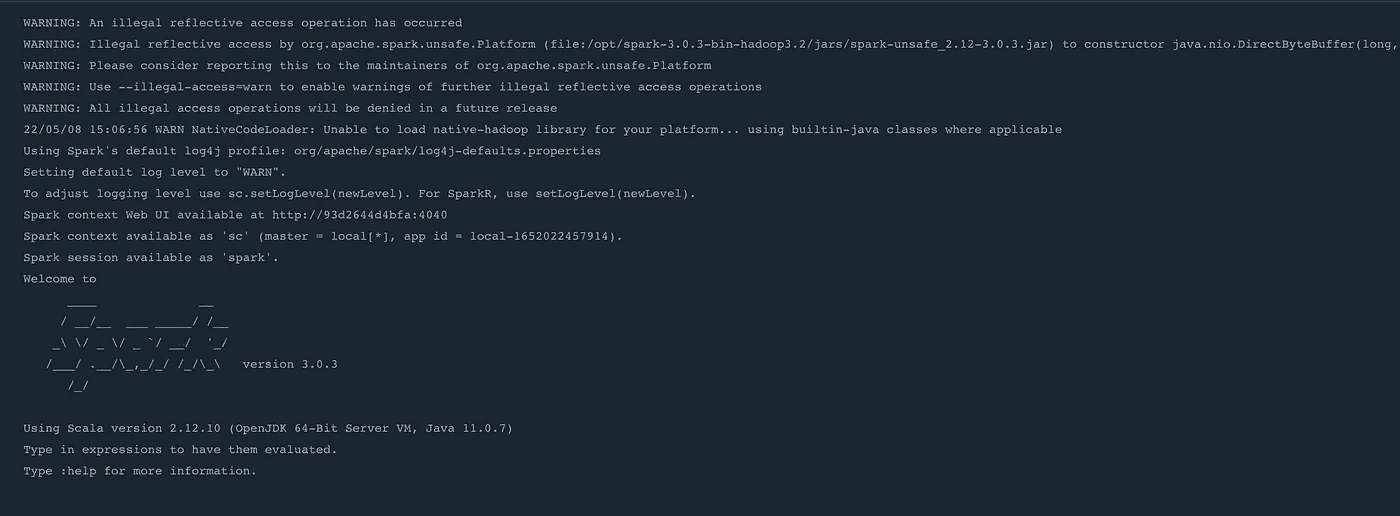 WARNING: An illegal reflective access operation has occurred
WARNING: Illegal reflective access by org.apache.spark.unsafe.Platform (file:/opt/spark-3.0.3-bin-hadoop3.2/jars/spark-unsafe_2.12-3.0.3.jar) to constructor java.nio.DirectByteBuffer(long,
WARNING: Please consider reporting this to the maintainers of org.apache.spark.unsafe.Platform
WARNING: Use --illegal-access=warn to enable warnings of further illegal reflective access operations
WARNING: All illegal access operations will be denied in a future release
22/05/08 15:06:56 WARN NativeCodeLoader: Unable to load native-hadoop library for your platform... using builtin-java classes where applicable
Using Spark's default log4j profile: org/apache/spark/log4j-defaults.properties
Setting default log level to "WARN".
To adjust logging level use sc.setLogLevel(newLevel). For SparkR, use setLogLevel(newLevel).
Spark context Web UI available at http://93d2644d4bfa:4040
Spark context available as 'sc' (master = local[*], app id = local-1652022457914).
Spark session available as 'spark'.
Welcome to
      ____              __
     / __/__  ___ _____/ /__
    _\ \/ _ \/ _ `/ __/  '_/
   /___/ .__/\_,_/_/ /_/\_\   version 3.0.3
      /_/
Using Scala version 2.12.10 (OpenJDK 64-Bit Server VM, Java 11.0.7)
Type in expressions to have them evaluated.
Type :help for more information.